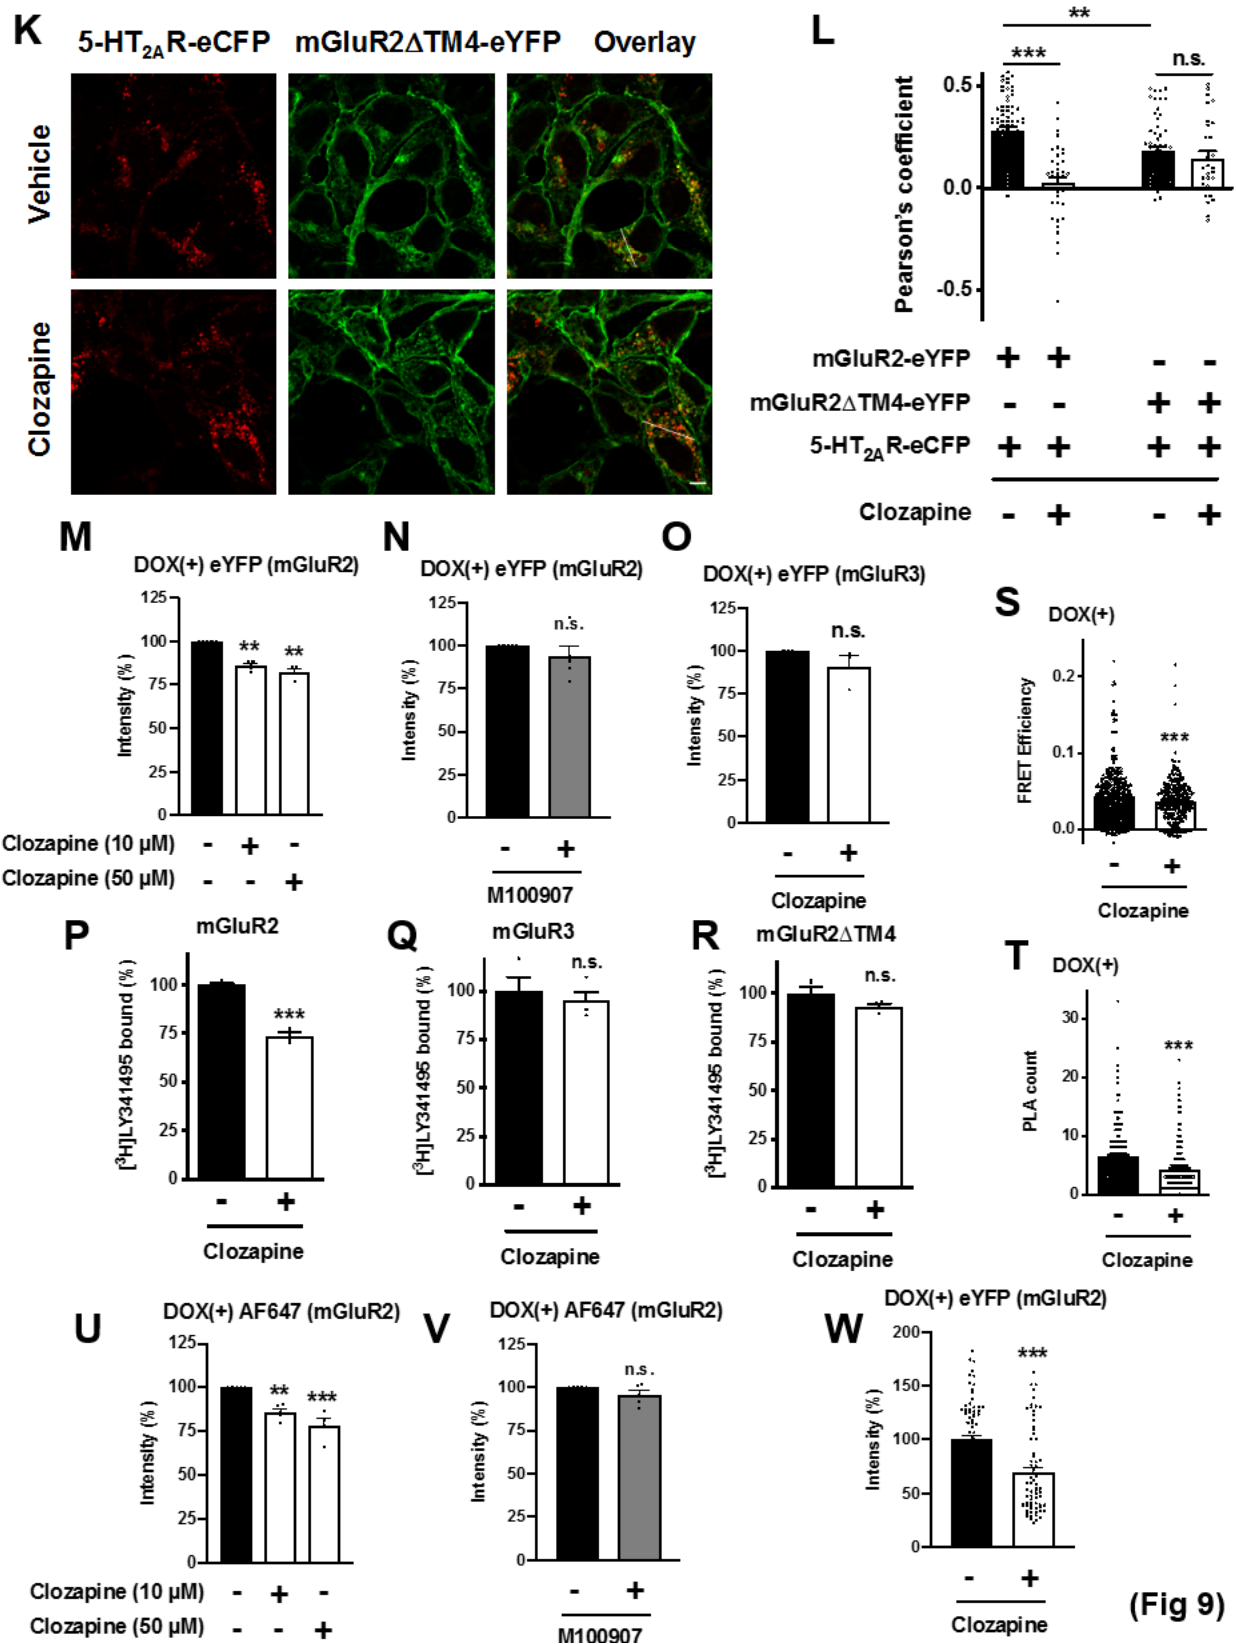 K
5-HT2AR-eCFP mGluR2ΔTM4-eYFP Overlay
Vehicle
Clozapine
L
**
***
n.s.
0.5
0.0
-0.5
Pearson's coefficient
mGluR2-eYFP + + - -
mGluR2ΔTM4-eYFP - - + +
5-HT2AR-eCFP + + + +
Clozapine - + - +
M
DOX(+) eYFP (mGluR2)
125
100
75
50
25
0
Intensity (%)
** **
Clozapine (10 µM) - + -
Clozapine (50 µM) - - +
N
DOX(+) eYFP (mGluR2)
125
100
75
50
25
0
Intensity (%)
n.s.
- +
M100907
O
DOX(+) eYFP (mGluR3)
125
100
75
50
25
0
Intensity (%)
n.s.
- +
Clozapine
S
DOX(+)
0.2
0.1
0.0
FRET Efficiency
***
- +
Clozapine
P
mGluR2
100
75
50
25
0
[3H]LY341495 bound (%)
***
- +
Clozapine
Q
mGluR3
100
75
50
25
0
[3H]LY341495 bound (%)
n.s.
- +
Clozapine
R
mGluR2ΔTM4
100
75
50
25
0
[3H]LY341495 bound (%)
n.s.
- +
Clozapine
T
DOX(+)
30
20
10
0
PLA count
***
- +
Clozapine
U
DOX(+) AF647 (mGluR2)
125
100
75
50
25
0
Intensity (%)
** ***
Clozapine (10 µM) - + -
Clozapine (50 µM) - - +
V
DOX(+) AF647 (mGluR2)
125
100
75
50
25
0
Intensity (%)
n.s.
- +
M100907
W
DOX(+) eYFP (mGluR2)
200
150
100
50
0
Intensity (%)
***
- +
Clozapine
(Fig 9)